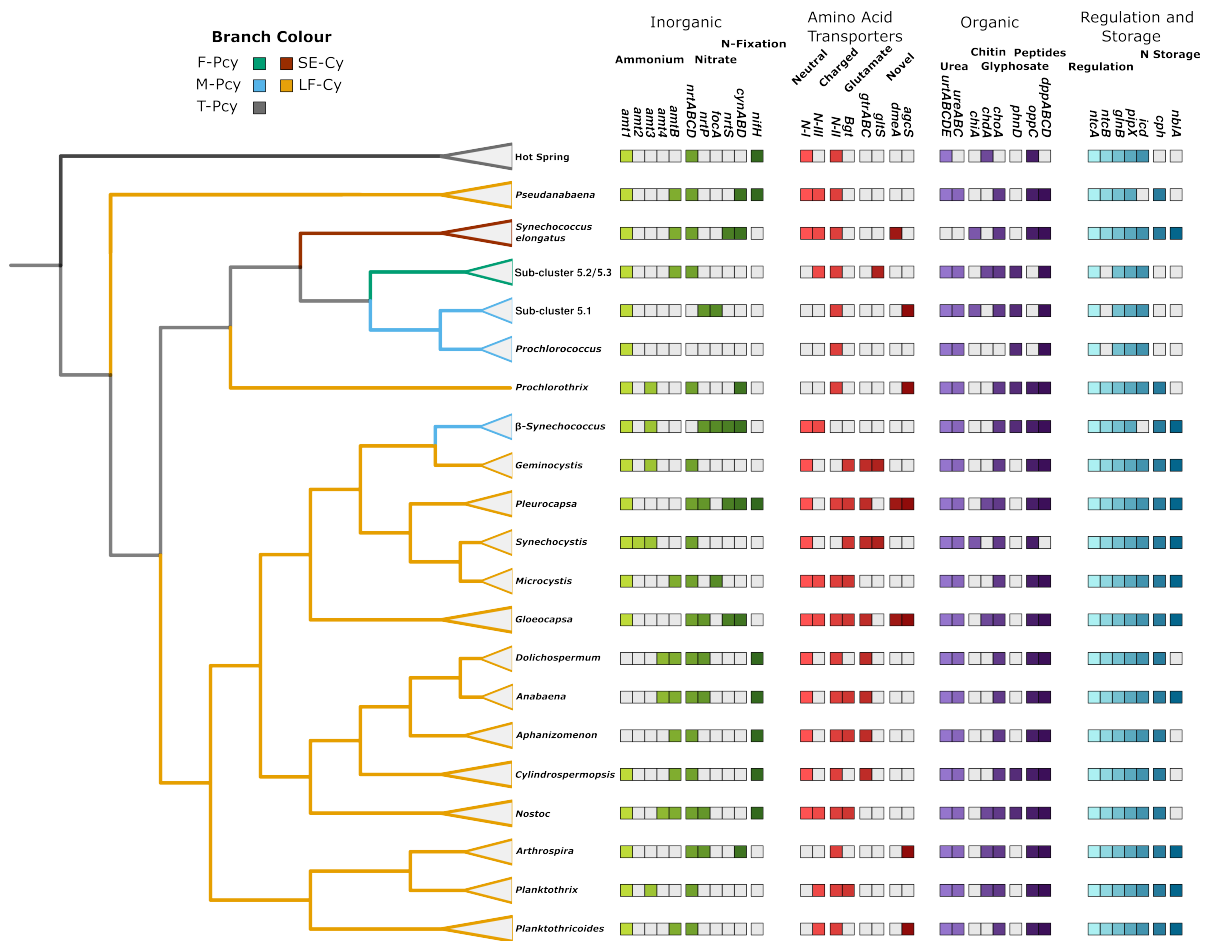 Branch Colour
F-Pcy
SE-Cy
M-Pcy
LF-Cy
T-Pcy
Inorganic
Amino Acid
Transporters
Organic
Regulation and
Storage
Ammonium
Nitrate
N-Fixation
Neutral
Charged
Glutamate
Novel
Urea
Chitin
Glyphosate
Peptides
Regulation
N Storage
amt1
amt2
amt3
amt4
amtB
nrtABCD
nrtP
focA
nrtS
cynABD
nifH
N-I
N-III
N-II
Bgt
gtrABC
gltS
dmeA
agcS
urtABCDE
ureABC
chiA
chdA
choA
phnD
oppC
dppABCD
ntcA
ntcB
glnB
pipX
icd
cph
nblA
Hot Spring
Pseudanabaena
Synechococcus
elongatus
Sub-cluster 5.2/5.3
Sub-cluster 5.1
Prochlorococcus
Prochlorothrix
β-Synechococcus
Geminocystis
Pleurocapsa
Synechocystis
Microcystis
Gloeocapsa
Dolichospermum
Anabaena
Aphanizomenon
Cylindrospermopsis
Nostoc
Arthrospira
Planktothrix
Planktothricoides